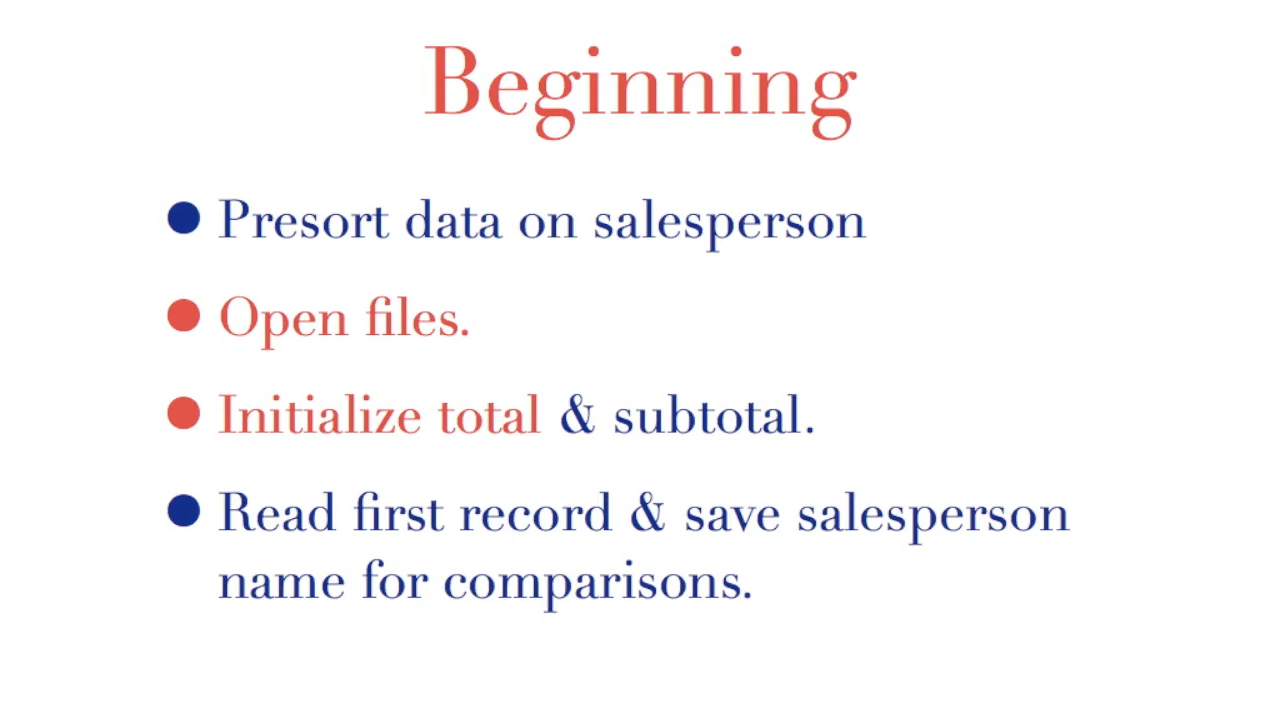 Beginning
Presort data on salesperson
Open files.
Initialize total & subtotal.
Read first record & save salesperson
name for comparisons.